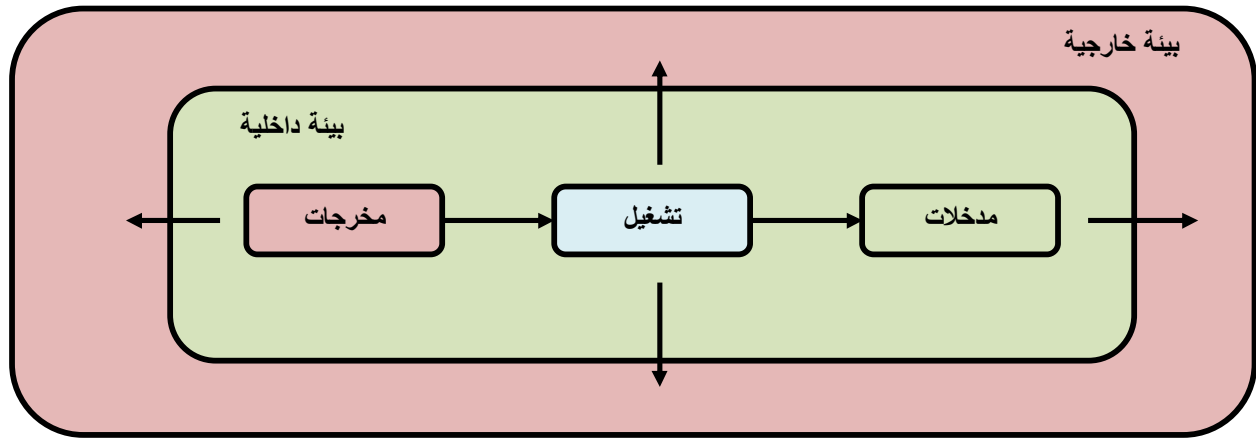 بيئة خارجية
بيئة داخلية
مدخلات
تشغيل
مخرجات